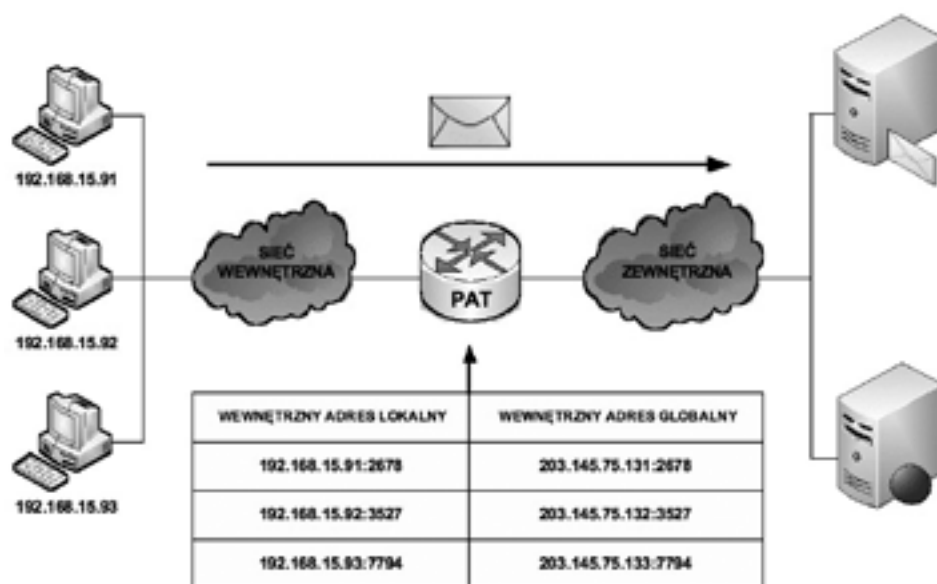 192.168.15.91
192.168.15.92
192.168.15.93
SIEĆ
WEWNĘTRZNA
PAT
SIEĆ
ZEWNĘTRZNA
WEWNĘTRZNY ADRES LOKALNY
WEWNĘTRZNY ADRES GLOBALNY
192.168.15.91:2678
203.145.75.131:2678
192.168.15.92:3527
203.145.75.132:3527
192.168.15.93:7794
203.145.75.133:7794